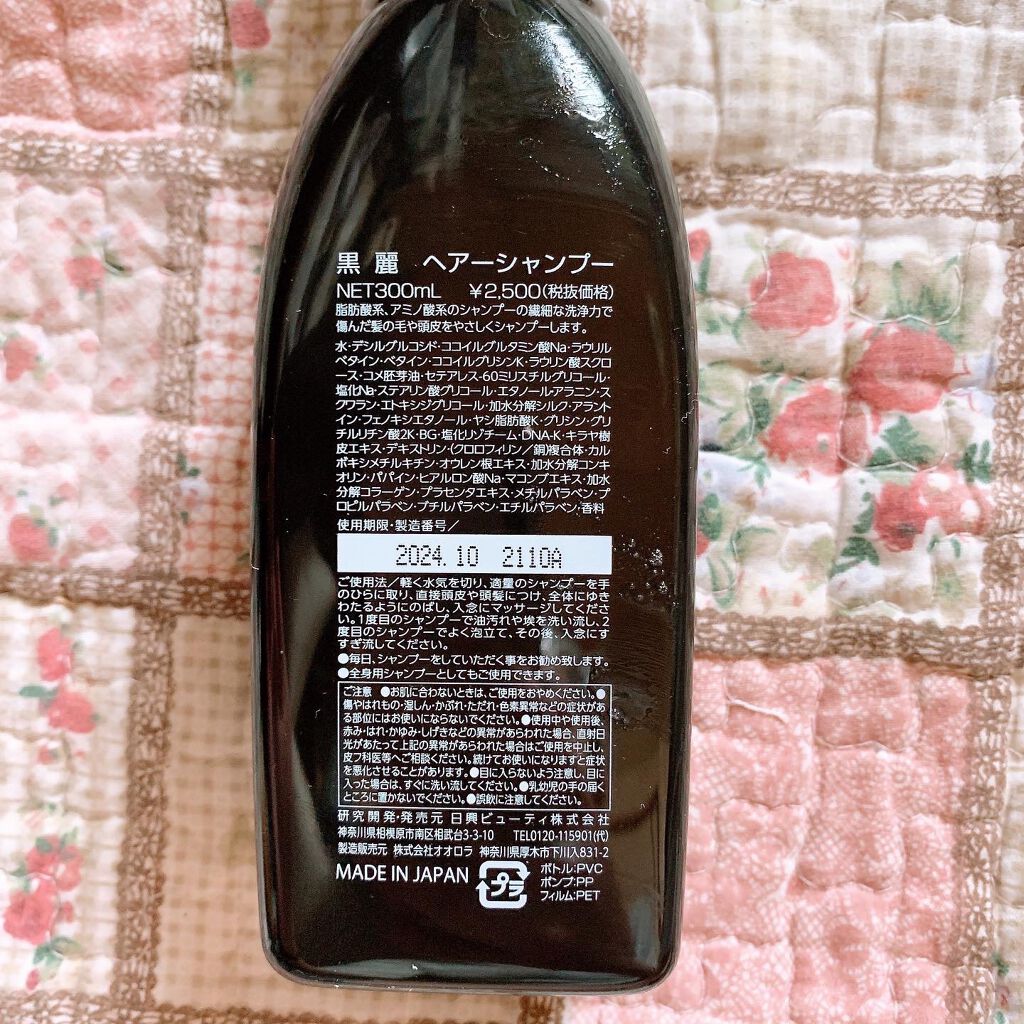 黒 麗 ヘアーシャンプー
NET300mL ¥2,500(税抜価格)
脂肪酸系、アミノ酸系のシャンプーの繊細な洗浄力で
傷んだ髪の毛や頭皮をやさしくシャンプーします。
水・デシルグルコシド・ココイルグルタミン酸Na・ラウリル
ベタイン・ベタイン・ココイルグリシンK・ラウリン酸スクロ
ース・コメ胚芽油・セテアレス-60ミリスチルグリコール・
塩化Na・ステアリン酸グリコール・エタノール・アラニン・ス
クワラン・エトキシジグリコール・加水分解シルク・アラント
イン・フェノキシエタノール・ヤシ脂肪酸K・グリシン・グリ
チルリチン酸2K・BG・塩化リゾチーム・DNA-K・キラヤ樹
皮エキス・デキストリン・(クロロフィリン/銅)複合体・カル
ボキシメチルキチン・オウレン根エキス・加水分解コンキ
オリン・パパイン・ヒアルロン酸Na・マコンブエキス・加水
分解コラーゲン・プラセンタエキス・メチルパラベン・プ
ロピルパラベン・ブチルパラベン・エチルパラベン・香料
使用期限・製造番号/
2024.10 2110A
ご使用法/軽く水気を切り、適量のシャンプーを手
のひらに取り、直接頭皮や頭髪につけ、全体にゆき
わたるようにのばし、入念にマッサージしてくださ
い。1度目のシャンプーで油汚れや埃を洗い流し、2
度目のシャンプーでよく泡立て、その後、入念にす
すぎ流してください。
●毎日、シャンプーをしていただく事をお勧め致します。
●全身用シャンプーとしてもご使用できます。
ご注意 ●お肌に合わないときは、ご使用をおやめください。●
傷やはれもの・湿しん・かぶれ・ただれ・色素異常などの症状があ
る部位にはお使いにならないでください。●使用中や使用後、
赤み・はれ・かゆみ・しげきなどの異常があらわれた場合、直射日
光があたって上記の異常があらわれた場合はご使用を中止し、
皮フ科医等へご相談ください。続けてお使いになりますと症状
を悪化させることがあります。●目に入らないよう注意し、目に
入った場合は、すぐに洗い流してください。●乳幼児の手の届く
ところに置かないでください。●誤飲に注意してください。
研究開発・発売元 日興ビューティ株式会社
神奈川県相模原市南区相武台3-3-10 TEL0120-115901(代)
製造販売元 株式会社オオロラ 神奈川県厚木市下川入831-2
MADE IN JAPAN プラ ボトル:PVC
ポンプ:PP
フィルム:PET